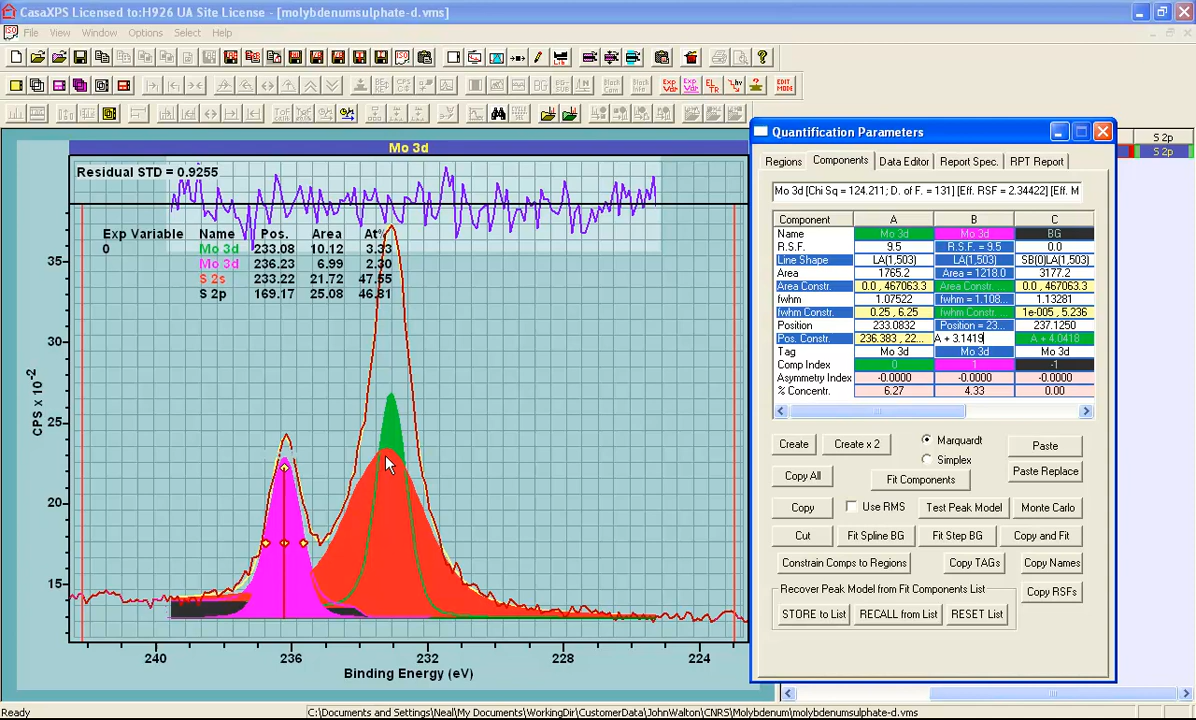 CasaXPS Licensed to:H926 UA Site License - [molybdenumsulphate-d.vms]
File View Window Options Select Help
Mo 3d
Residual STD = 0.9255
Exp Variable Name Pos. Area At%
0 Mo 3d 233.08 10.12 3.33
Mo 3d 236.23 6.99 2.30
S 2s 233.22 21.72 47.55
S 2p 169.17 25.08 46.81
CPS x 10-2
35
25
20
15
240 236 232 228 224
Binding Energy (eV)
S 2p
S 2p
Quantification Parameters
Regions Components Data Editor Report Spec. RPT Report
Mo 3d [Chi Sq = 124.211; D. of F. = 131] [Eff. RSF = 2.34422] [Eff. M
Component A B C
Name Mo 3d Mo 3d BG
R.S.F. 9.5 R.S.F. = 9.5 0.0
Line Shape LA(1,503) LA(1,503) SB(0)LA(1,503)
Area 1765.2 Area = 1218.0 3177.2
Area Constr. 0.0 , 467063.3 Area Constr. 0.0 , 467063.3
fwhm 1.07522 fwhm = 1.108... 1.13281
fwhm Constr. 0.25 , 6.25 fwhm Constr. 1e-005 , 5.236
Position 233.0832 Position = 23... 237.1250
Pos. Constr. 236.383 , 22... A + 3.1419 A + 4.0418
Tag Mo 3d Mo 3d Mo 3d
Comp Index 0 1 -1
Asymmetry Index -0.0000 -0.0000 -0.0000
% Concentr. 6.27 4.33 0.00
Create Create x 2 Marquardt Paste
Simplex
Copy All Fit Components Paste Replace
Copy Use RMS Test Peak Model Monte Carlo
Cut Fit Spline BG Fit Step BG Copy and Fit
Constrain Comps to Regions Copy TAGs Copy Names
Recover Peak Model from Fit Components List Copy RSFs
STORE to List RECALL from List RESET List
Ready C:\Documents and Settings\Neal\My Documents\WorkingDir\CustomerData\JohnWalton\CNRS\Molybdenum\molybdenumsulphate-d.vms